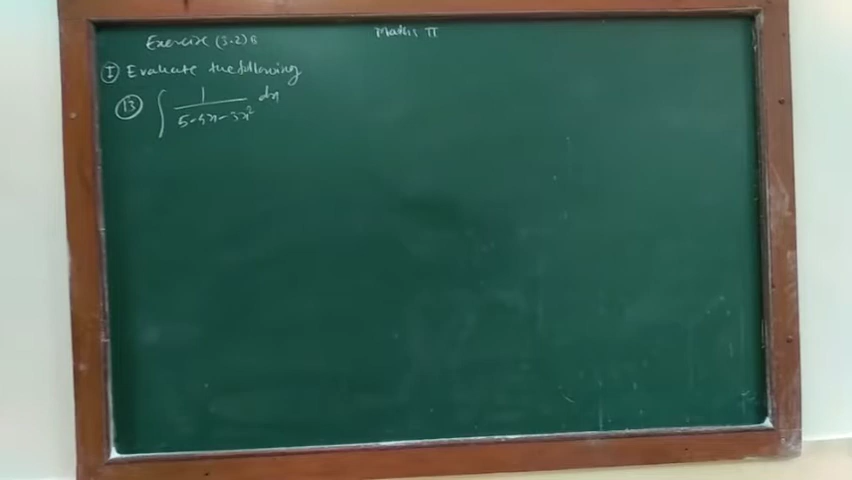 Exercise (3.2) B
Maths II
I Evaluate the following
13 ∫ 1/(5-4x-3x²) dx